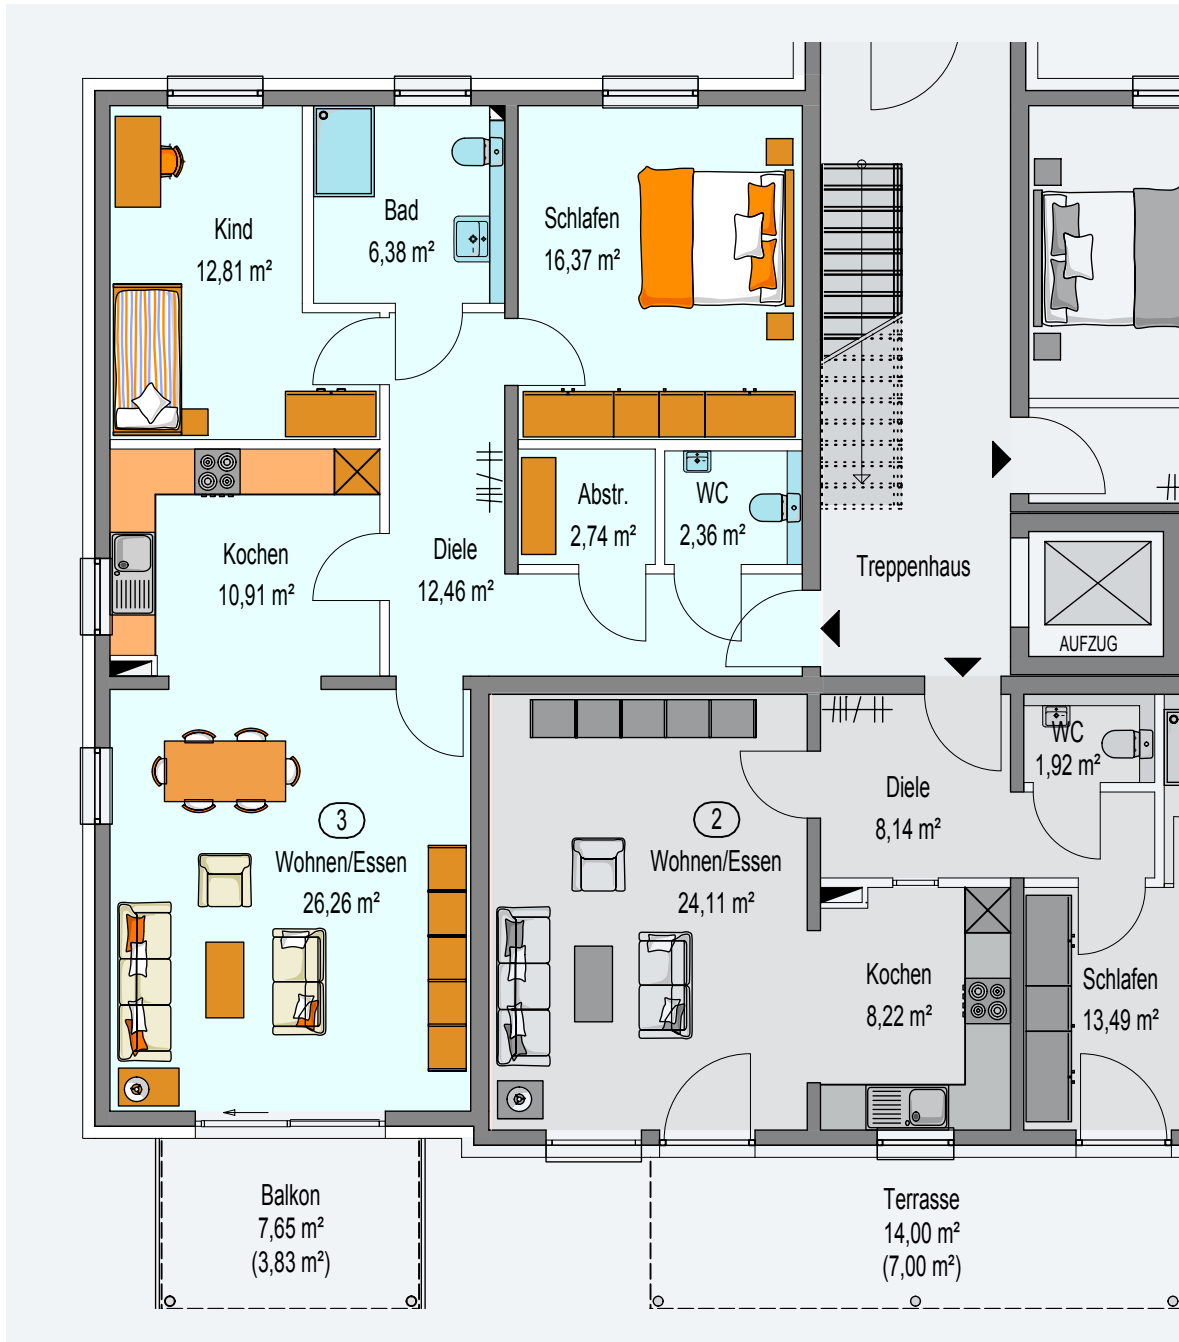 Kind
12,81 m²
Bad
6,38 m²
Schlafen
16,37 m²
Kochen
10,91 m²
Diele
12,46 m²
Abstr.
2,74 m²
WC
2,36 m²
Treppenhaus
AUFZUG
3
Wohnen/Essen
26,26 m²
2
Wohnen/Essen
24,11 m²
Diele
8,14 m²
WC
1,92 m²
Kochen
8,22 m²
Schlafen
13,49 m²
Balkon
7,65 m²
(3,83 m²)
Terrasse
14,00 m²
(7,00 m²)